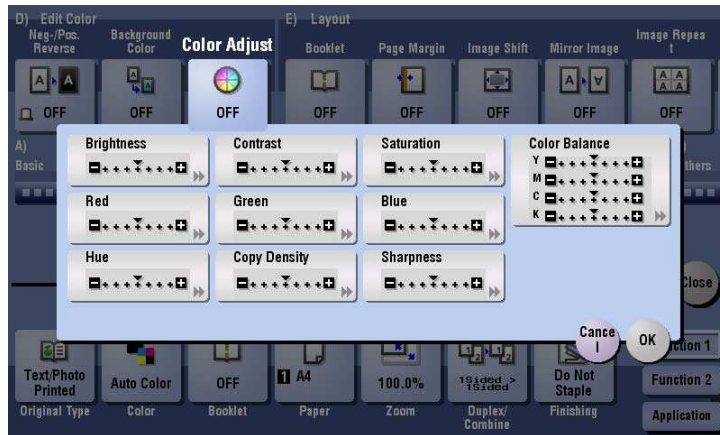 D) Edit Color
E) Layout
Neg-/Pos.
Reverse
Background
Color
Color Adjust
Booklet
Page Margin
Image Shift
Mirror Image
Image Repea
t
OFF
OFF
OFF
OFF
OFF
OFF
OFF
OFF
A)
Basic
thers
Brightness
Contrast
Saturation
Color Balance
Y
M
C
K
Red
Green
Blue
Hue
Copy Density
Sharpness
Close
Cance
l
OK
ction 1
Text/Photo
Printed
Auto Color
OFF
1 A4
100.0%
1Sided >
1Sided
Do Not
Staple
Function 2
Original Type
Color
Booklet
Paper
Zoom
Duplex/
Combine
Finishing
Application